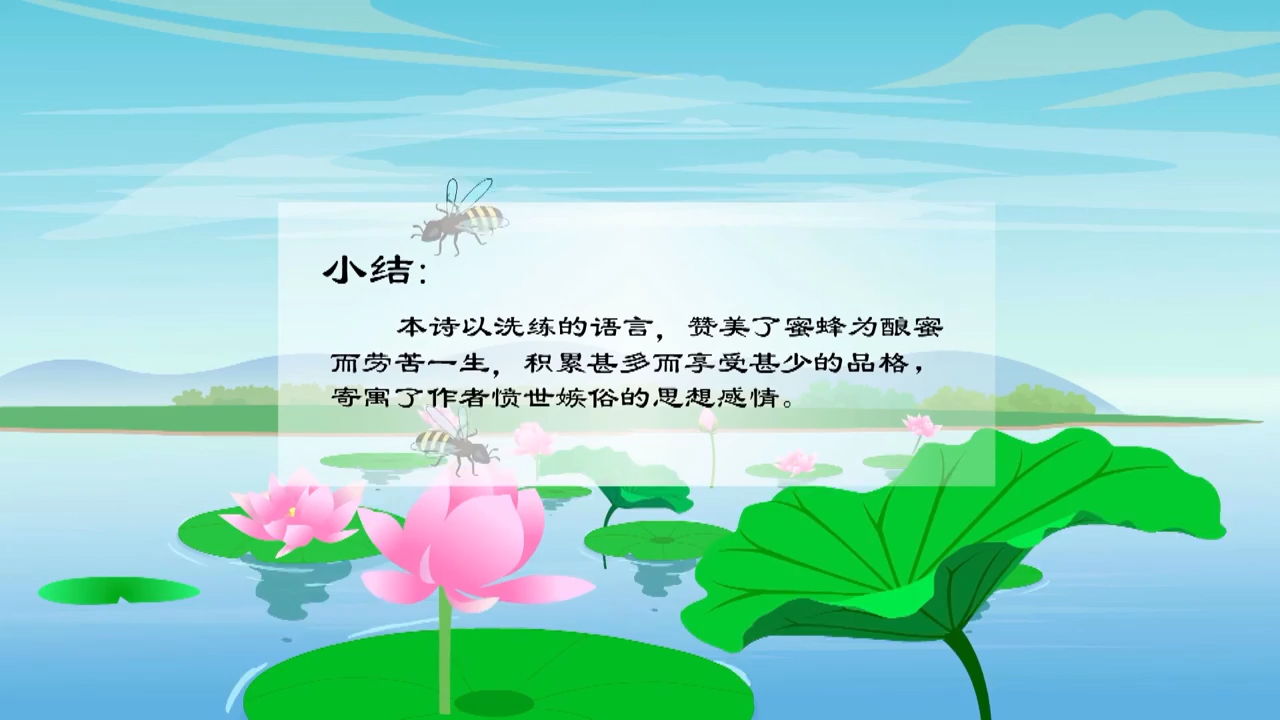 小结:
本诗以洗练的语言，赞美了蜜蜂为酿蜜
而劳苦一生，积累甚多而享受甚少的品格，
寄寓了作者愤世嫉俗的思想感情。